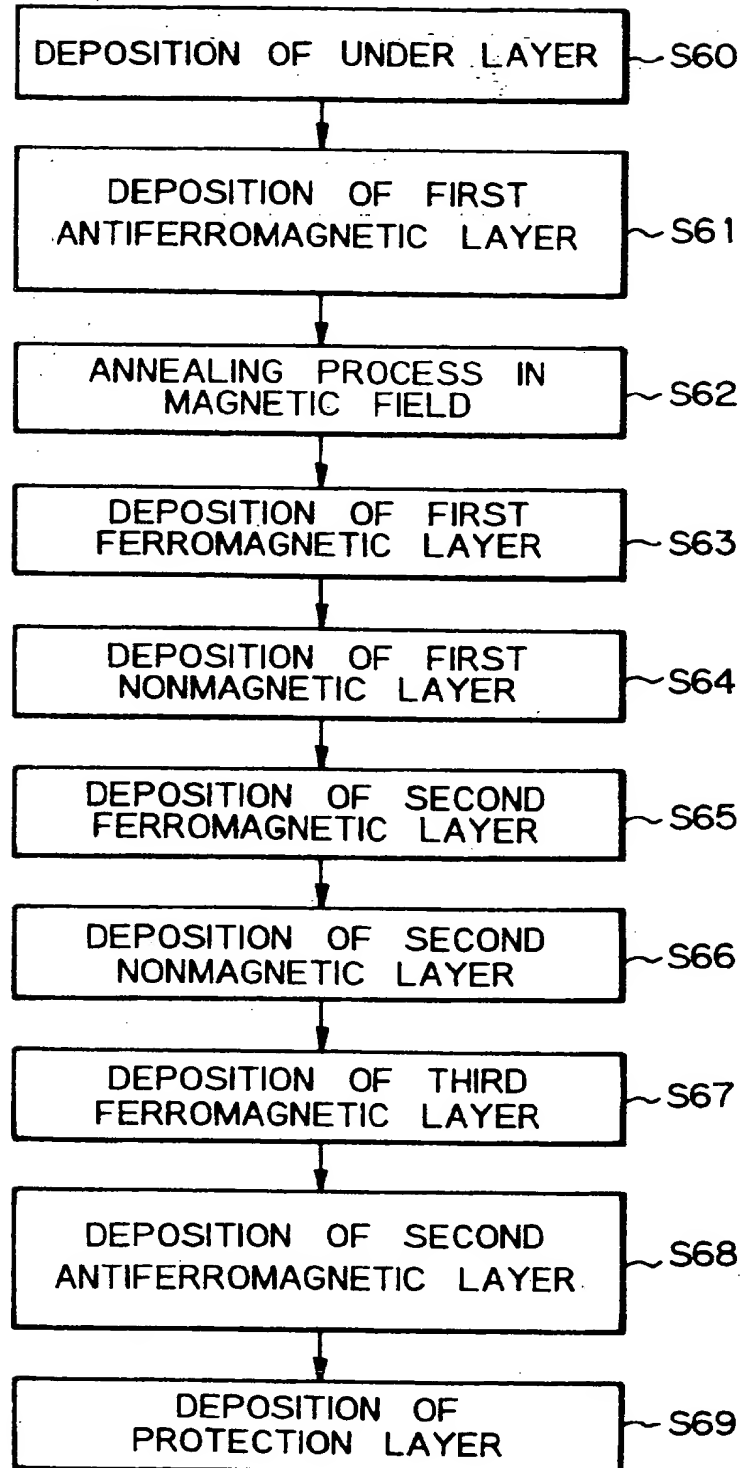 DEPOSITION OF UNDER LAYER
S60
DEPOSITION OF FIRST
ANTIFERROMAGNETIC LAYER
S61
ANNEALING PROCESS IN
MAGNETIC FIELD
S62
DEPOSITION OF FIRST
FERROMAGNETIC LAYER
S63
DEPOSITION OF FIRST
NONMAGNETIC LAYER
S64
DEPOSITION OF SECOND
FERROMAGNETIC LAYER
S65
DEPOSITION OF SECOND
NONMAGNETIC LAYER
S66
DEPOSITION OF THIRD
FERROMAGNETIC LAYER
S67
DEPOSITION OF SECOND
ANTIFERROMAGNETIC LAYER
S68
DEPOSITION OF
PROTECTION LAYER
S69